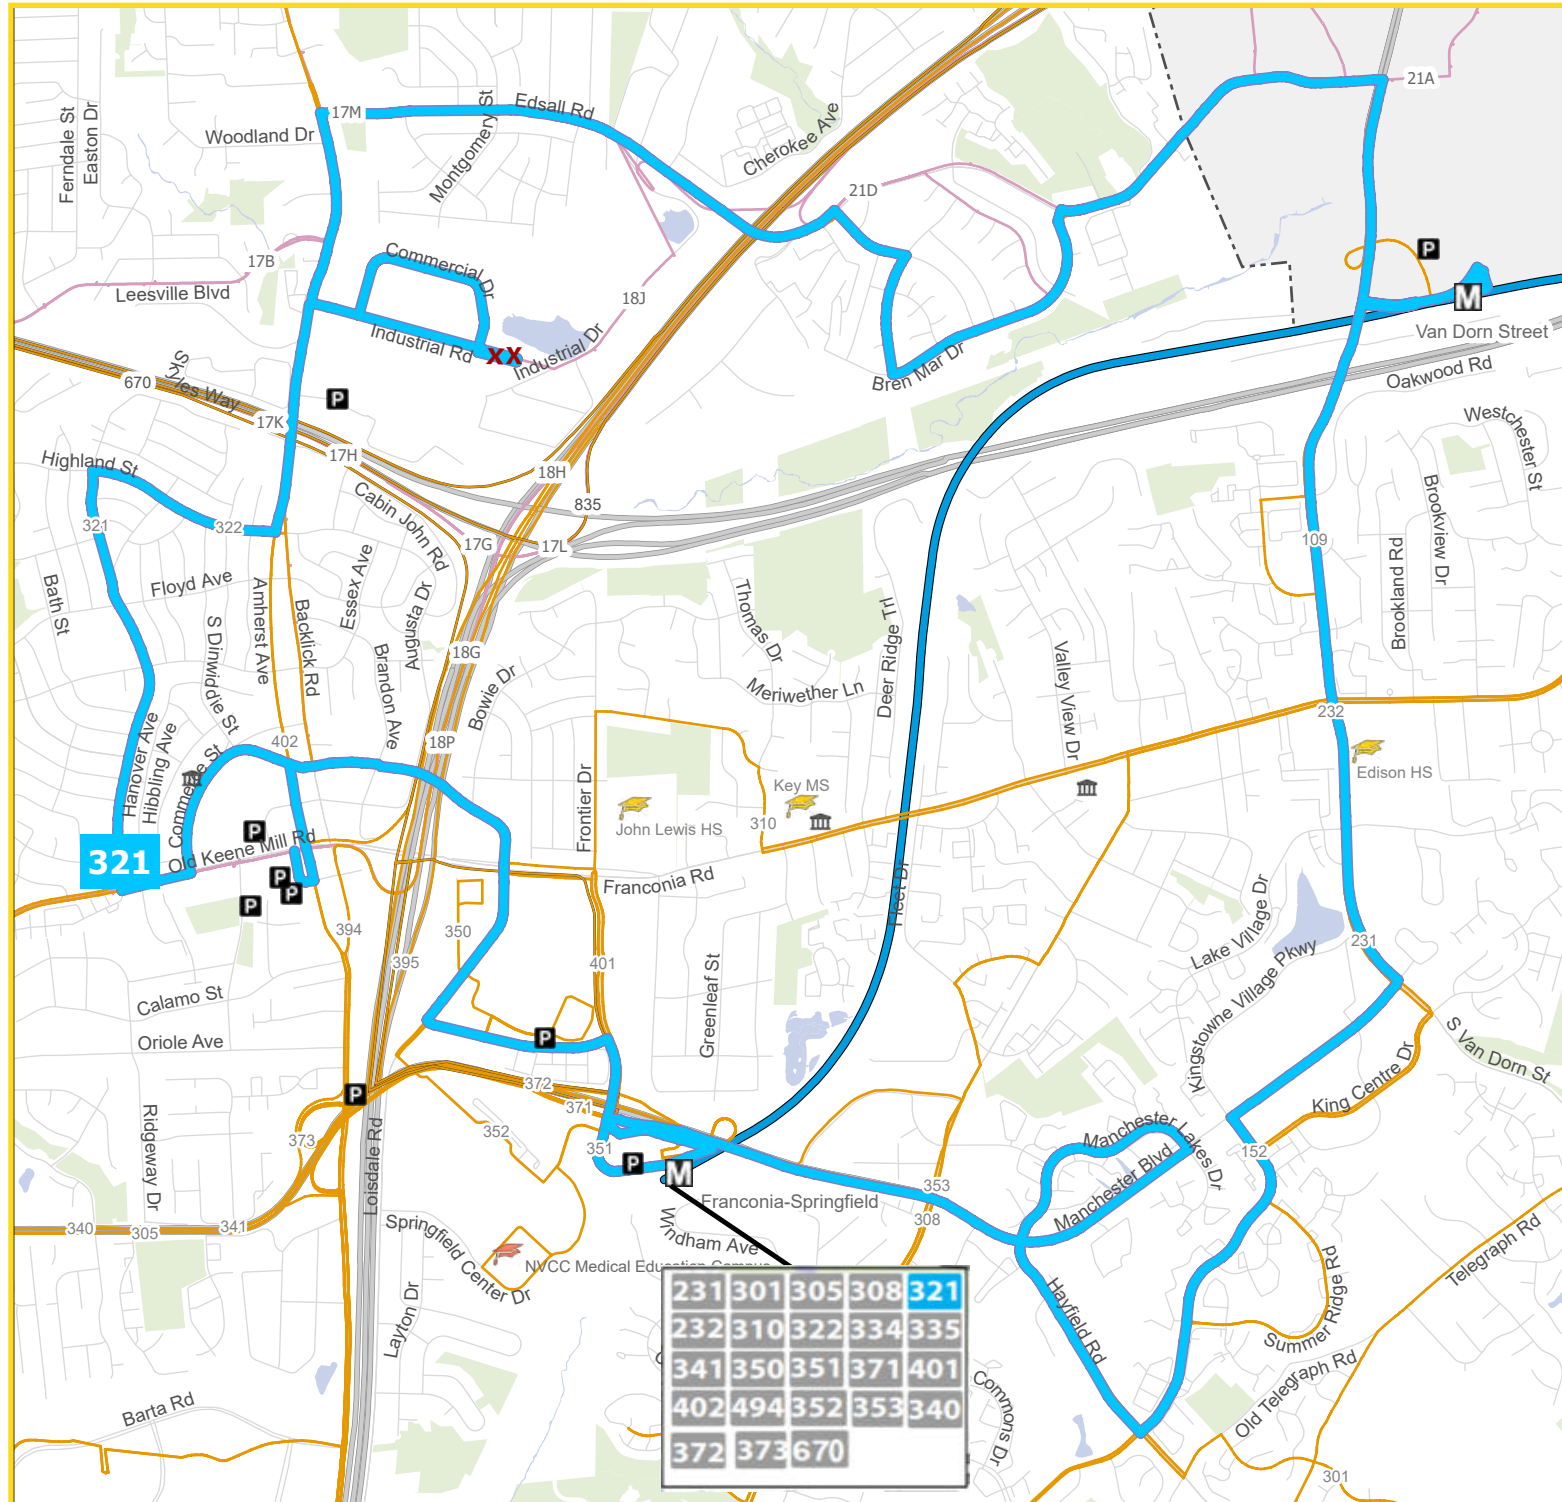 21A
17M
Edsall Rd
Ferndale St
Easton Dr
Woodland Dr
Montgomery St
Cherokee Ave
21D
P
17B
Commercial Dr
Leesville Blvd
18J
M
Industrial Rd
XX
Industrial Dr
Van Dorn Street
Bren Mar Dr
Oakwood Rd
670
Skyles Way
P
17K
Westchester St
17H
Highland St
18H
Cabin John Rd
835
Brookview Dr
321
322
17G
17L
109
Brookland Rd
Bath St
Floyd Ave
Amherst Ave
Backlick Rd
Essex Ave
Augusta Dr
Thomas Dr
Deer Ridge Trl
S Dinwiddie St
Brandon Ave
18G
Bowie Dr
Meriwether Ln
Valley View Dr
232
Hanover Ave
Hibbling Ave
402
18P
Commerce St
Edison HS
Frontier Dr
Key MS
John Lewis HS
310
P
Old Keene Mill Rd
321
P
P
P
Franconia Rd
Fleet Dr
394
350
395
401
Greenleaf St
Lake Village Dr
231
Kingstowne Village Pkwy
Calamo St
Oriole Ave
P
S Van Dorn St
King Centre Dr
P
372
371
373
352
351
P
M
Loisdale Rd
Ridgeway Dr
Manchester Lakes Dr
152
Manchester Blvd
353
308
Franconia-Springfield
340
305
341
Springfield Center Dr
Wyndham Ave
NVCC Medical Education Campus
Telegraph Rd
Hayfield Rd
Summer Ridge Rd
Layton Dr
231 301 305 308 321
232 310 322 334 335
341 350 351 371 401
402 494 352 353 340
372 373 670
Old Telegraph Rd
Commons Dr
Barta Rd
301